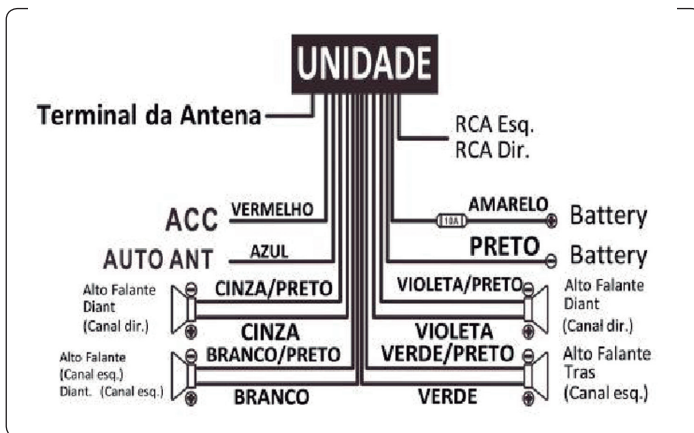 UNIDADE
Terminal da Antena
RCA Esq.
RCA Dir.
ACC VERMELHO
10A AMARELO Battery
AUTO ANT AZUL
PRETO Battery
Alto Falante
Diant
(Canal dir.)
CINZA/PRETO
CINZA
VIOLETA/PRETO
VIOLETA
Alto Falante
Diant
(Canal dir.)
Alto Falante
(Canal esq.)
Diant. (Canal esq.)
BRANCO/PRETO
BRANCO
VERDE/PRETO
VERDE
Alto Falante
Tras
(Canal esq.)